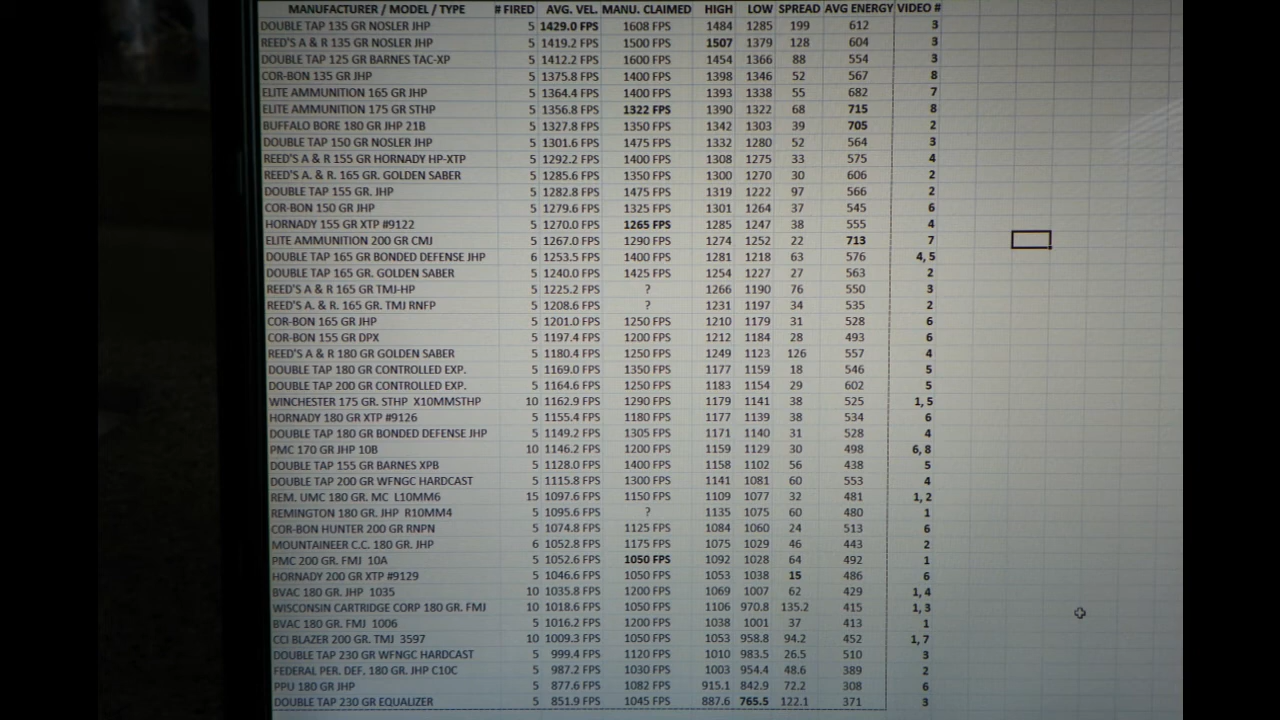 MANUFACTURER / MODEL / TYPE # FIRED AVG. VEL. MANU. CLAIMED HIGH LOW SPREAD AVG ENERGY VIDEO #
DOUBLE TAP 135 GR NOSLER JHP 5 1429.0 FPS 1608 FPS 1484 1285 199 612 3
REED'S A & R 135 GR NOSLER JHP 5 1419.2 FPS 1500 FPS 1507 1379 128 604 3
DOUBLE TAP 125 GR BARNES TAC-XP 5 1412.2 FPS 1600 FPS 1454 1366 88 554 3
COR-BON 135 GR JHP 5 1375.8 FPS 1400 FPS 1398 1346 52 567 8
ELITE AMMUNITION 165 GR JHP 5 1364.4 FPS 1400 FPS 1393 1338 55 682 7
ELITE AMMUNITION 175 GR STHP 5 1356.8 FPS 1322 FPS 1390 1322 68 715 8
BUFFALO BORE 180 GR JHP 21B 5 1327.8 FPS 1350 FPS 1342 1303 39 705 2
DOUBLE TAP 150 GR NOSLER JHP 5 1301.6 FPS 1475 FPS 1332 1280 52 564 3
REED'S A & R 155 GR HORNADY HP-XTP 5 1292.2 FPS 1400 FPS 1308 1275 33 575 4
REED'S A. & R. 165 GR. GOLDEN SABER 5 1285.6 FPS 1350 FPS 1300 1270 30 606 2
DOUBLE TAP 155 GR. JHP 5 1282.8 FPS 1475 FPS 1319 1222 97 566 2
COR-BON 150 GR JHP 5 1279.6 FPS 1325 FPS 1301 1264 37 545 6
HORNADY 155 GR XTP #9122 5 1270.0 FPS 1265 FPS 1285 1247 38 555 4
ELITE AMMUNITION 200 GR CMJ 5 1267.0 FPS 1290 FPS 1274 1252 22 713 7
DOUBLE TAP 165 GR BONDED DEFENSE JHP 6 1253.5 FPS 1400 FPS 1281 1218 63 576 4, 5
DOUBLE TAP 165 GR. GOLDEN SABER 5 1240.0 FPS 1425 FPS 1254 1227 27 563 2
REED'S A & R 165 GR TMJ-HP 5 1225.2 FPS ? 1266 1190 76 550 3
REED'S A. & R. 165 GR. TMJ RNFP 5 1208.6 FPS ? 1231 1197 34 535 2
COR-BON 165 GR JHP 5 1201.0 FPS 1250 FPS 1210 1179 31 528 6
COR-BON 155 GR DPX 5 1197.4 FPS 1200 FPS 1212 1184 28 493 6
REED'S A & R 180 GR GOLDEN SABER 5 1180.4 FPS 1250 FPS 1249 1123 126 557 4
DOUBLE TAP 180 GR CONTROLLED EXP. 5 1169.0 FPS 1350 FPS 1177 1159 18 546 5
DOUBLE TAP 200 GR CONTROLLED EXP. 5 1164.6 FPS 1250 FPS 1183 1154 29 602 5
WINCHESTER 175 GR. STHP X10MMSTHP 10 1162.9 FPS 1290 FPS 1179 1141 38 525 1, 5
HORNADY 180 GR XTP #9126 5 1155.4 FPS 1180 FPS 1177 1139 38 534 6
DOUBLE TAP 180 GR BONDED DEFENSE JHP 5 1149.2 FPS 1305 FPS 1171 1140 31 528 4
PMC 170 GR JHP 10B 10 1146.2 FPS 1200 FPS 1159 1129 30 498 6, 8
DOUBLE TAP 155 GR BARNES XPB 5 1128.0 FPS 1400 FPS 1158 1102 56 438 5
DOUBLE TAP 200 GR WFNGC HARDCAST 5 1115.8 FPS 1300 FPS 1141 1081 60 553 4
REM. UMC 180 GR. MC L10MM6 15 1097.6 FPS 1150 FPS 1109 1077 32 481 1, 2
REMINGTON 180 GR. JHP R10MM4 5 1095.6 FPS ? 1135 1075 60 480 1
COR-BON HUNTER 200 GR RNPN 5 1074.8 FPS 1125 FPS 1084 1060 24 513 6
MOUNTAINEER C.C. 180 GR. JHP 6 1052.8 FPS 1175 FPS 1075 1029 46 443 2
PMC 200 GR. FMJ 10A 5 1052.6 FPS 1050 FPS 1092 1028 64 492 1
HORNADY 200 GR XTP #9129 5 1046.6 FPS 1050 FPS 1053 1038 15 486 6
BVAC 180 GR. JHP 1035 10 1035.8 FPS 1200 FPS 1069 1007 62 429 1, 4
WISCONSIN CARTRIDGE CORP 180 GR. FMJ 10 1018.6 FPS 1050 FPS 1106 970.8 135.2 415 1, 3
BVAC 180 GR. FMJ 1006 5 1016.2 FPS 1200 FPS 1038 1001 37 413 1
CCI BLAZER 200 GR. TMJ 3597 10 1009.3 FPS 1050 FPS 1053 958.8 94.2 452 1, 7
DOUBLE TAP 230 GR WFNGC HARDCAST 5 999.4 FPS 1120 FPS 1010 983.5 26.5 510 3
FEDERAL PER. DEF. 180 GR. JHP C10C 5 987.2 FPS 1030 FPS 1003 954.4 48.6 389 2
PPU 180 GR JHP 5 877.6 FPS 1082 FPS 915.1 842.9 72.2 308 6
DOUBLE TAP 230 GR EQUALIZER 5 851.9 FPS 1045 FPS 887.6 765.5 122.1 371 3